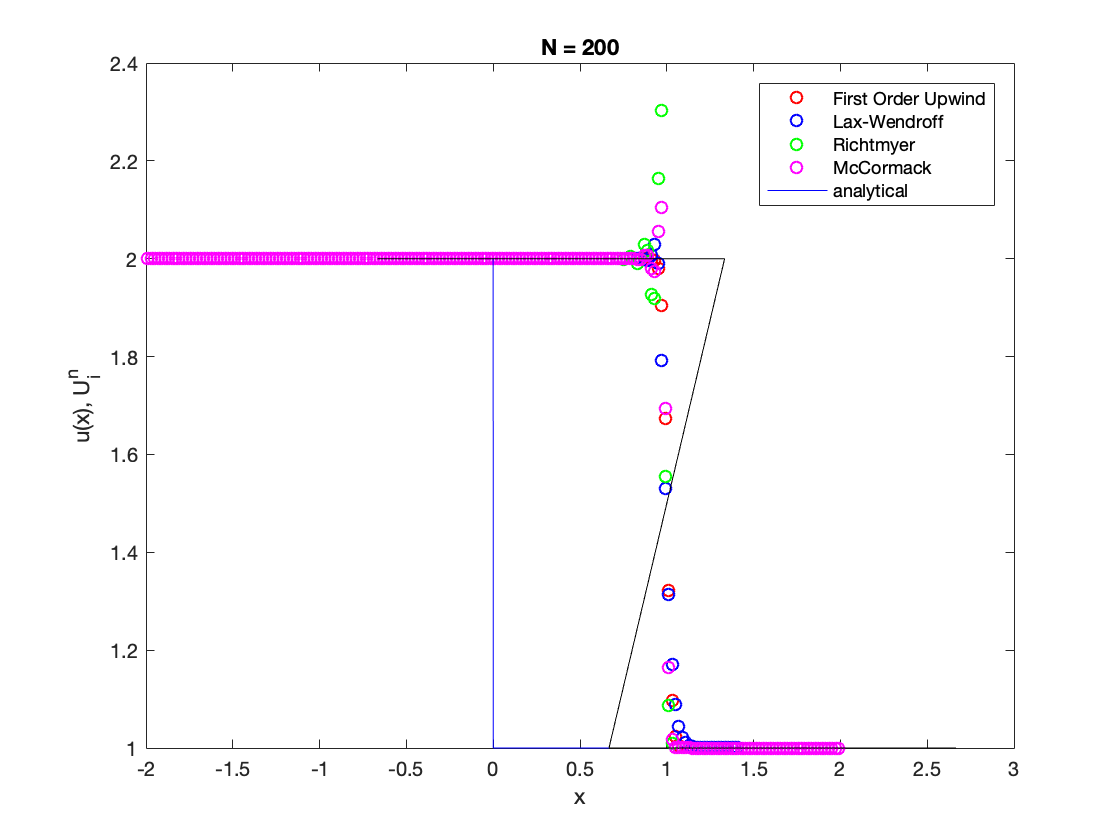 N = 200
2.4
2.2
2
1.8
1.6
1.4
1.2
1
u(x), U_i^n
First Order Upwind
Lax-Wendroff
Richtmyer
McCormack
analytical
-2 -1.5 -1 -0.5 0 0.5 1 1.5 2 2.5 3
x